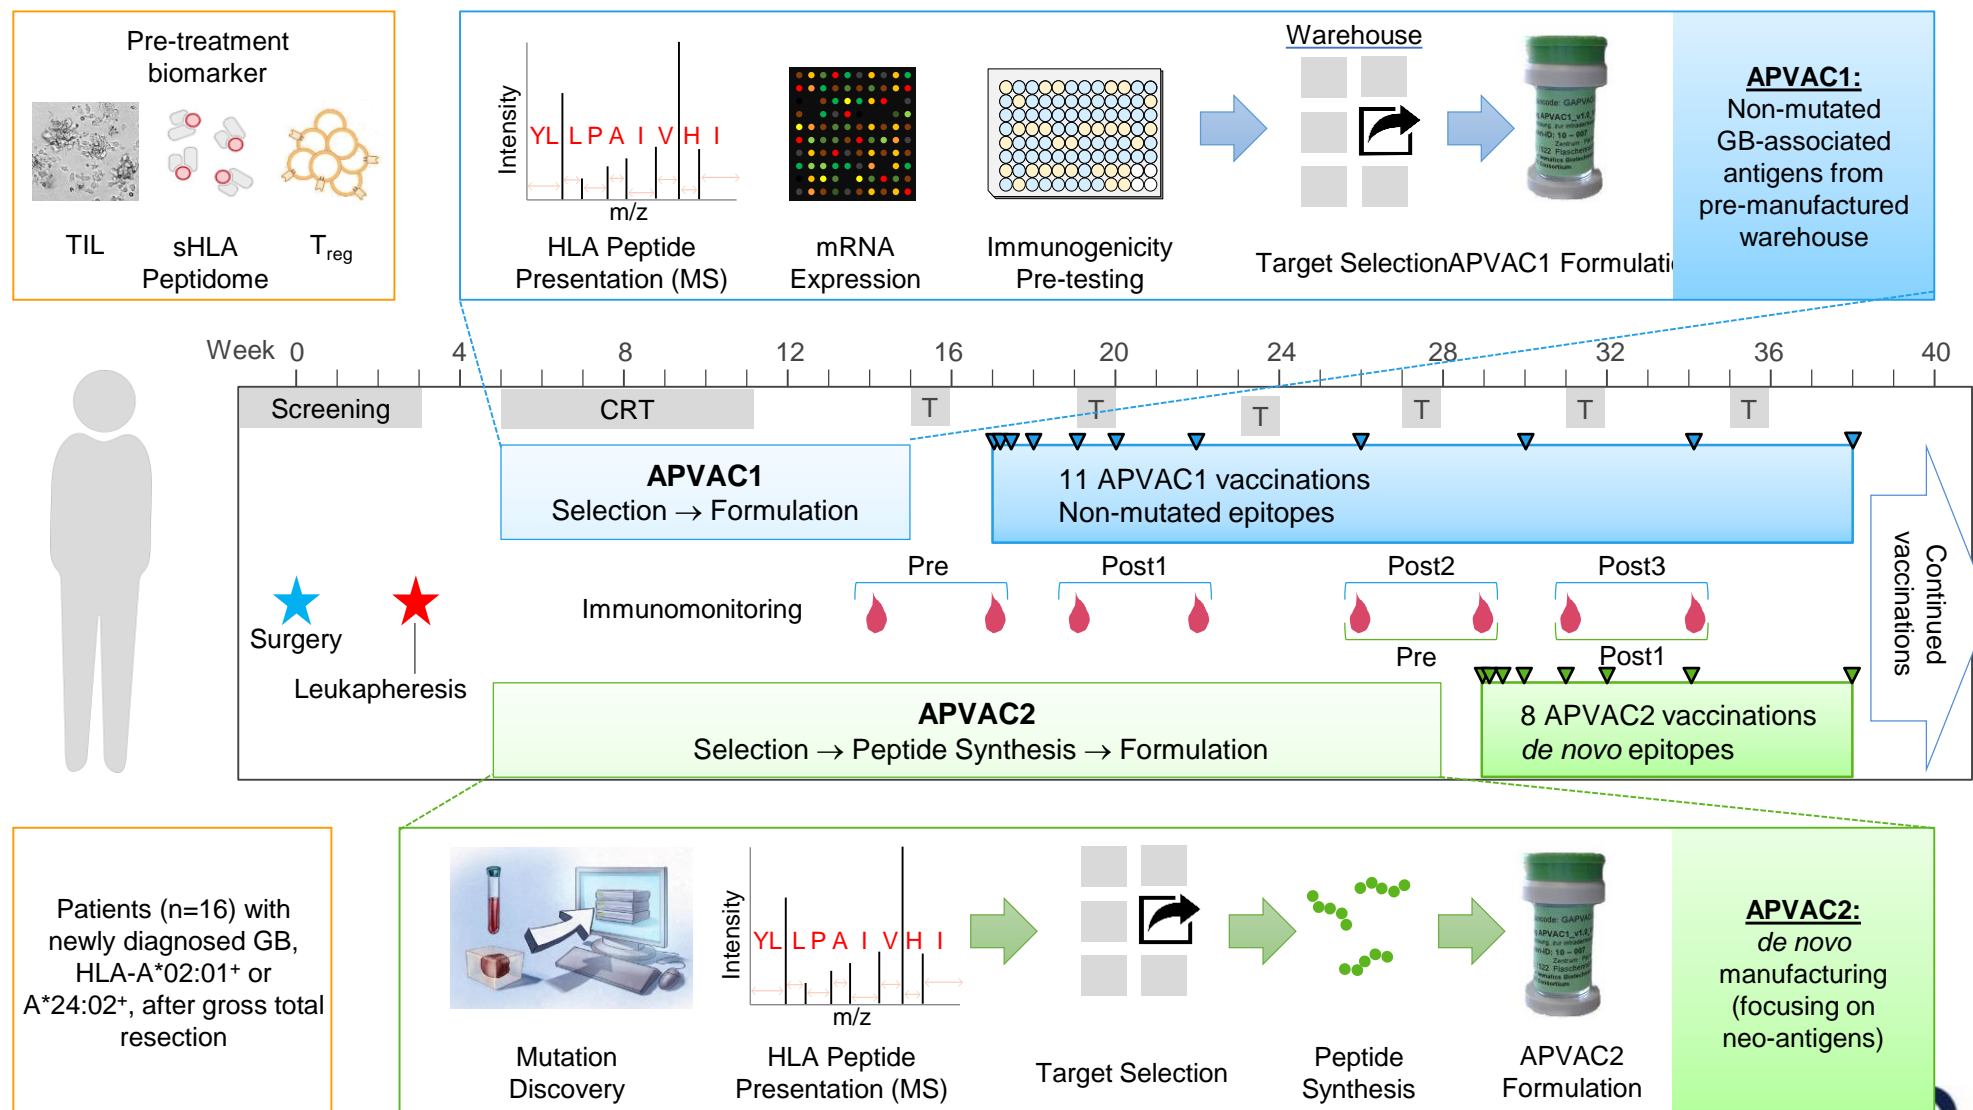 Pre-treatment
biomarker
TIL
sHLA
Peptidome
Treg
Intensity
YL L P A I V H I
m/z
HLA Peptide
Presentation (MS)
mRNA
Expression
Immunogenicity
Pre-testing
Warehouse
Target Selection
APVAC1 Formulati
APVAC1:
Non-mutated
GB-associated
antigens from
pre-manufactured
warehouse
Week 0 4 8 12 16 20 24 28 32 36 40
Screening
CRT
T T T T T T
APVAC1
Selection → Formulation
11 APVAC1 vaccinations
Non-mutated epitopes
Pre
Post1
Post2
Post3
Immunomonitoring
Surgery
Leukapheresis
Pre
Post1
Continued
vaccinations
APVAC2
Selection → Peptide Synthesis → Formulation
8 APVAC2 vaccinations
de novo epitopes
Patients (n=16) with
newly diagnosed GB,
HLA-A*02:01+ or
A*24:02+, after gross total
resection
Mutation
Discovery
Intensity
YL L P A I V H I
m/z
HLA Peptide
Presentation (MS)
Target Selection
Peptide
Synthesis
APVAC2
Formulation
APVAC2:
de novo
manufacturing
(focusing on
neo-antigens)